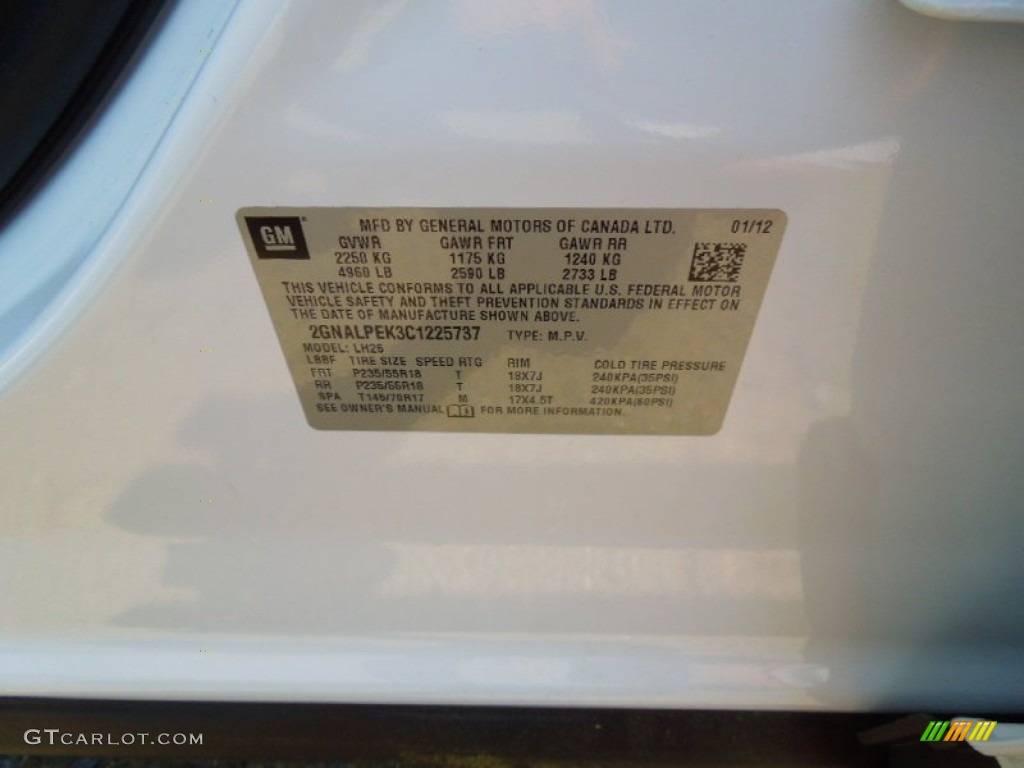 GM ® MFD BY GENERAL MOTORS OF CANADA LTD. 01/12
GVWR GAWR FRT GAWR RR
2250 KG 1175 KG 1240 KG
4960 LB 2590 LB 2733 LB
THIS VEHICLE CONFORMS TO ALL APPLICABLE U.S. FEDERAL MOTOR
VEHICLE SAFETY AND THEFT PREVENTION STANDARDS IN EFFECT ON
THE DATE OF MANUFACTURE SHOWN ABOVE.
2GNALPEK3C1225737 TYPE: M.P.V.
MODEL: LH26
L88F TIRE SIZE SPEED RTG RIM COLD TIRE PRESSURE
FRT P235/55R18 T 18X7J 240KPA(35PSI)
RR P235/55R18 T 18X7J 240KPA(35PSI)
SPA T145/70R17 M 17X4.5T 420KPA(60PSI)
SEE OWNER'S MANUAL FOR MORE INFORMATION.
GTCARLOT.COM